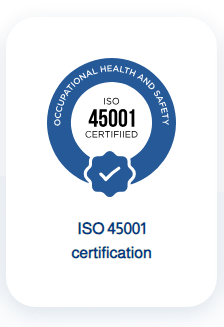 OCCUPATIONAL HEALTH AND SAFETY
ISO
45001
CERTIFIIED
ISO 45001
certification